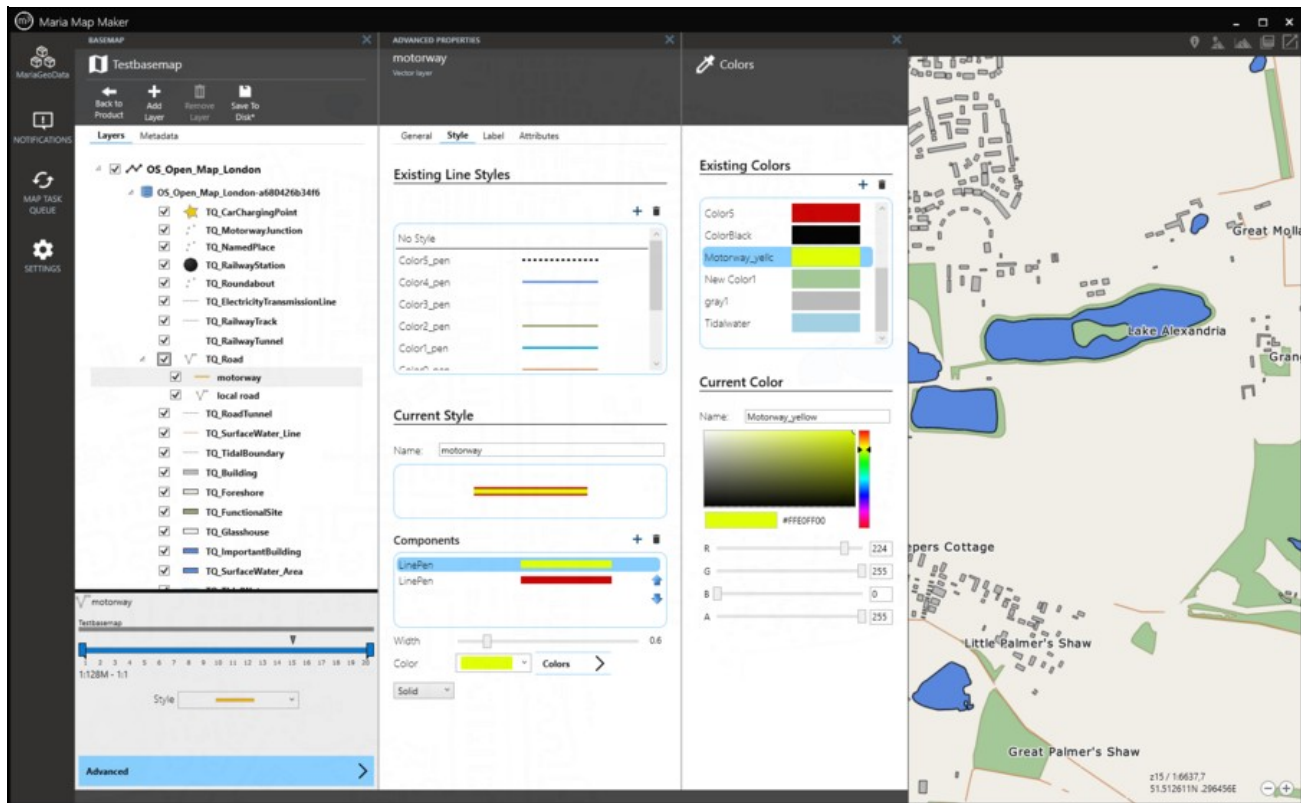 Maria Map Maker
MariaGeoData
NOTIFICATIONS
MAP TASK
QUEUE
SETTINGS
BASEMAP
Testbasemap
Back to
Product
Add
Layer
Remove
Layer
Save To
Disk*
Layers Metadata
OS_Open_Map_London
OS_Open_Map_London-a680426b34f6
TQ_CarChargingPoint
TQ_MotorwayJunction
TQ_NamedPlace
TQ_RailwayStation
TQ_Roundabout
TQ_ElectricityTransmissionLine
TQ_RailwayTrack
TQ_RailwayTunnel
TQ_Road
motorway
local road
TQ_RoadTunnel
TQ_SurfaceWater_Line
TQ_TidalBoundary
TQ_Building
TQ_Foreshore
TQ_FunctionalSite
TQ_Glasshouse
TQ_ImportantBuilding
TQ_SurfaceWater_Area
motorway
Testbasemap
1 2 3 4 5 6 7 8 9 10 11 12 13 14 15 16 17 18 19 20
1:128M - 1:1
Style
Advanced
ADVANCED PROPERTIES
motorway
Vector layer
General Style Label Attributes
Existing Line Styles
No Style
Color5_pen
Color4_pen
Color3_pen
Color2_pen
Color1_pen
Color0_pen
Current Style
Name: motorway
Components
LinePen
LinePen
Width 0.6
Color Colors
Solid
Colors
Existing Colors
Color5
ColorBlack
Motorway_yellc
New Color1
gray1
Tidalwater
Current Color
Name: Motorway_yellow
#FFE0FF00
R 224
G 255
B 0
A 255
Great Molla
Lake Alexandria
Gran
epers Cottage
Little Palmer's Shaw
Great Palmer's Shaw
z15 / 1:6637,7
51.512611N .296456E